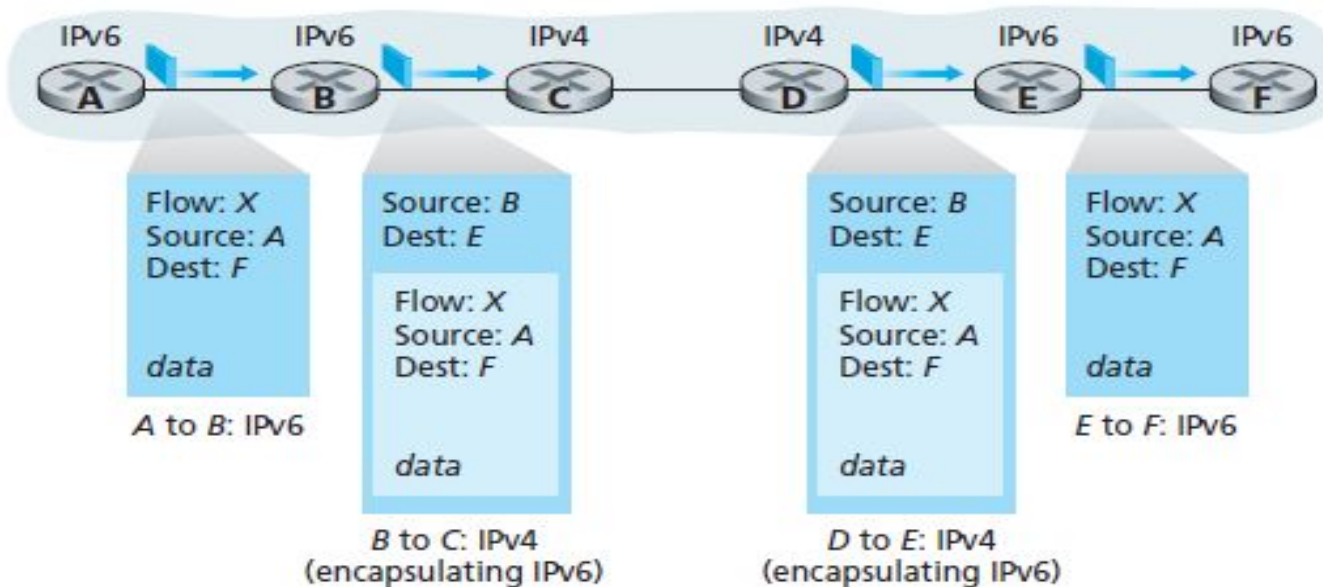 IPv6 IPv6 IPv4 IPv4 IPv6 IPv6
A B C D E F
Flow: X
Source: A
Dest: F
data
A to B: IPv6
Source: B
Dest: E
Flow: X
Source: A
Dest: F
data
B to C: IPv4
(encapsulating IPv6)
Source: B
Dest: E
Flow: X
Source: A
Dest: F
data
D to E: IPv4
(encapsulating IPv6)
Flow: X
Source: A
Dest: F
data
E to F: IPv6